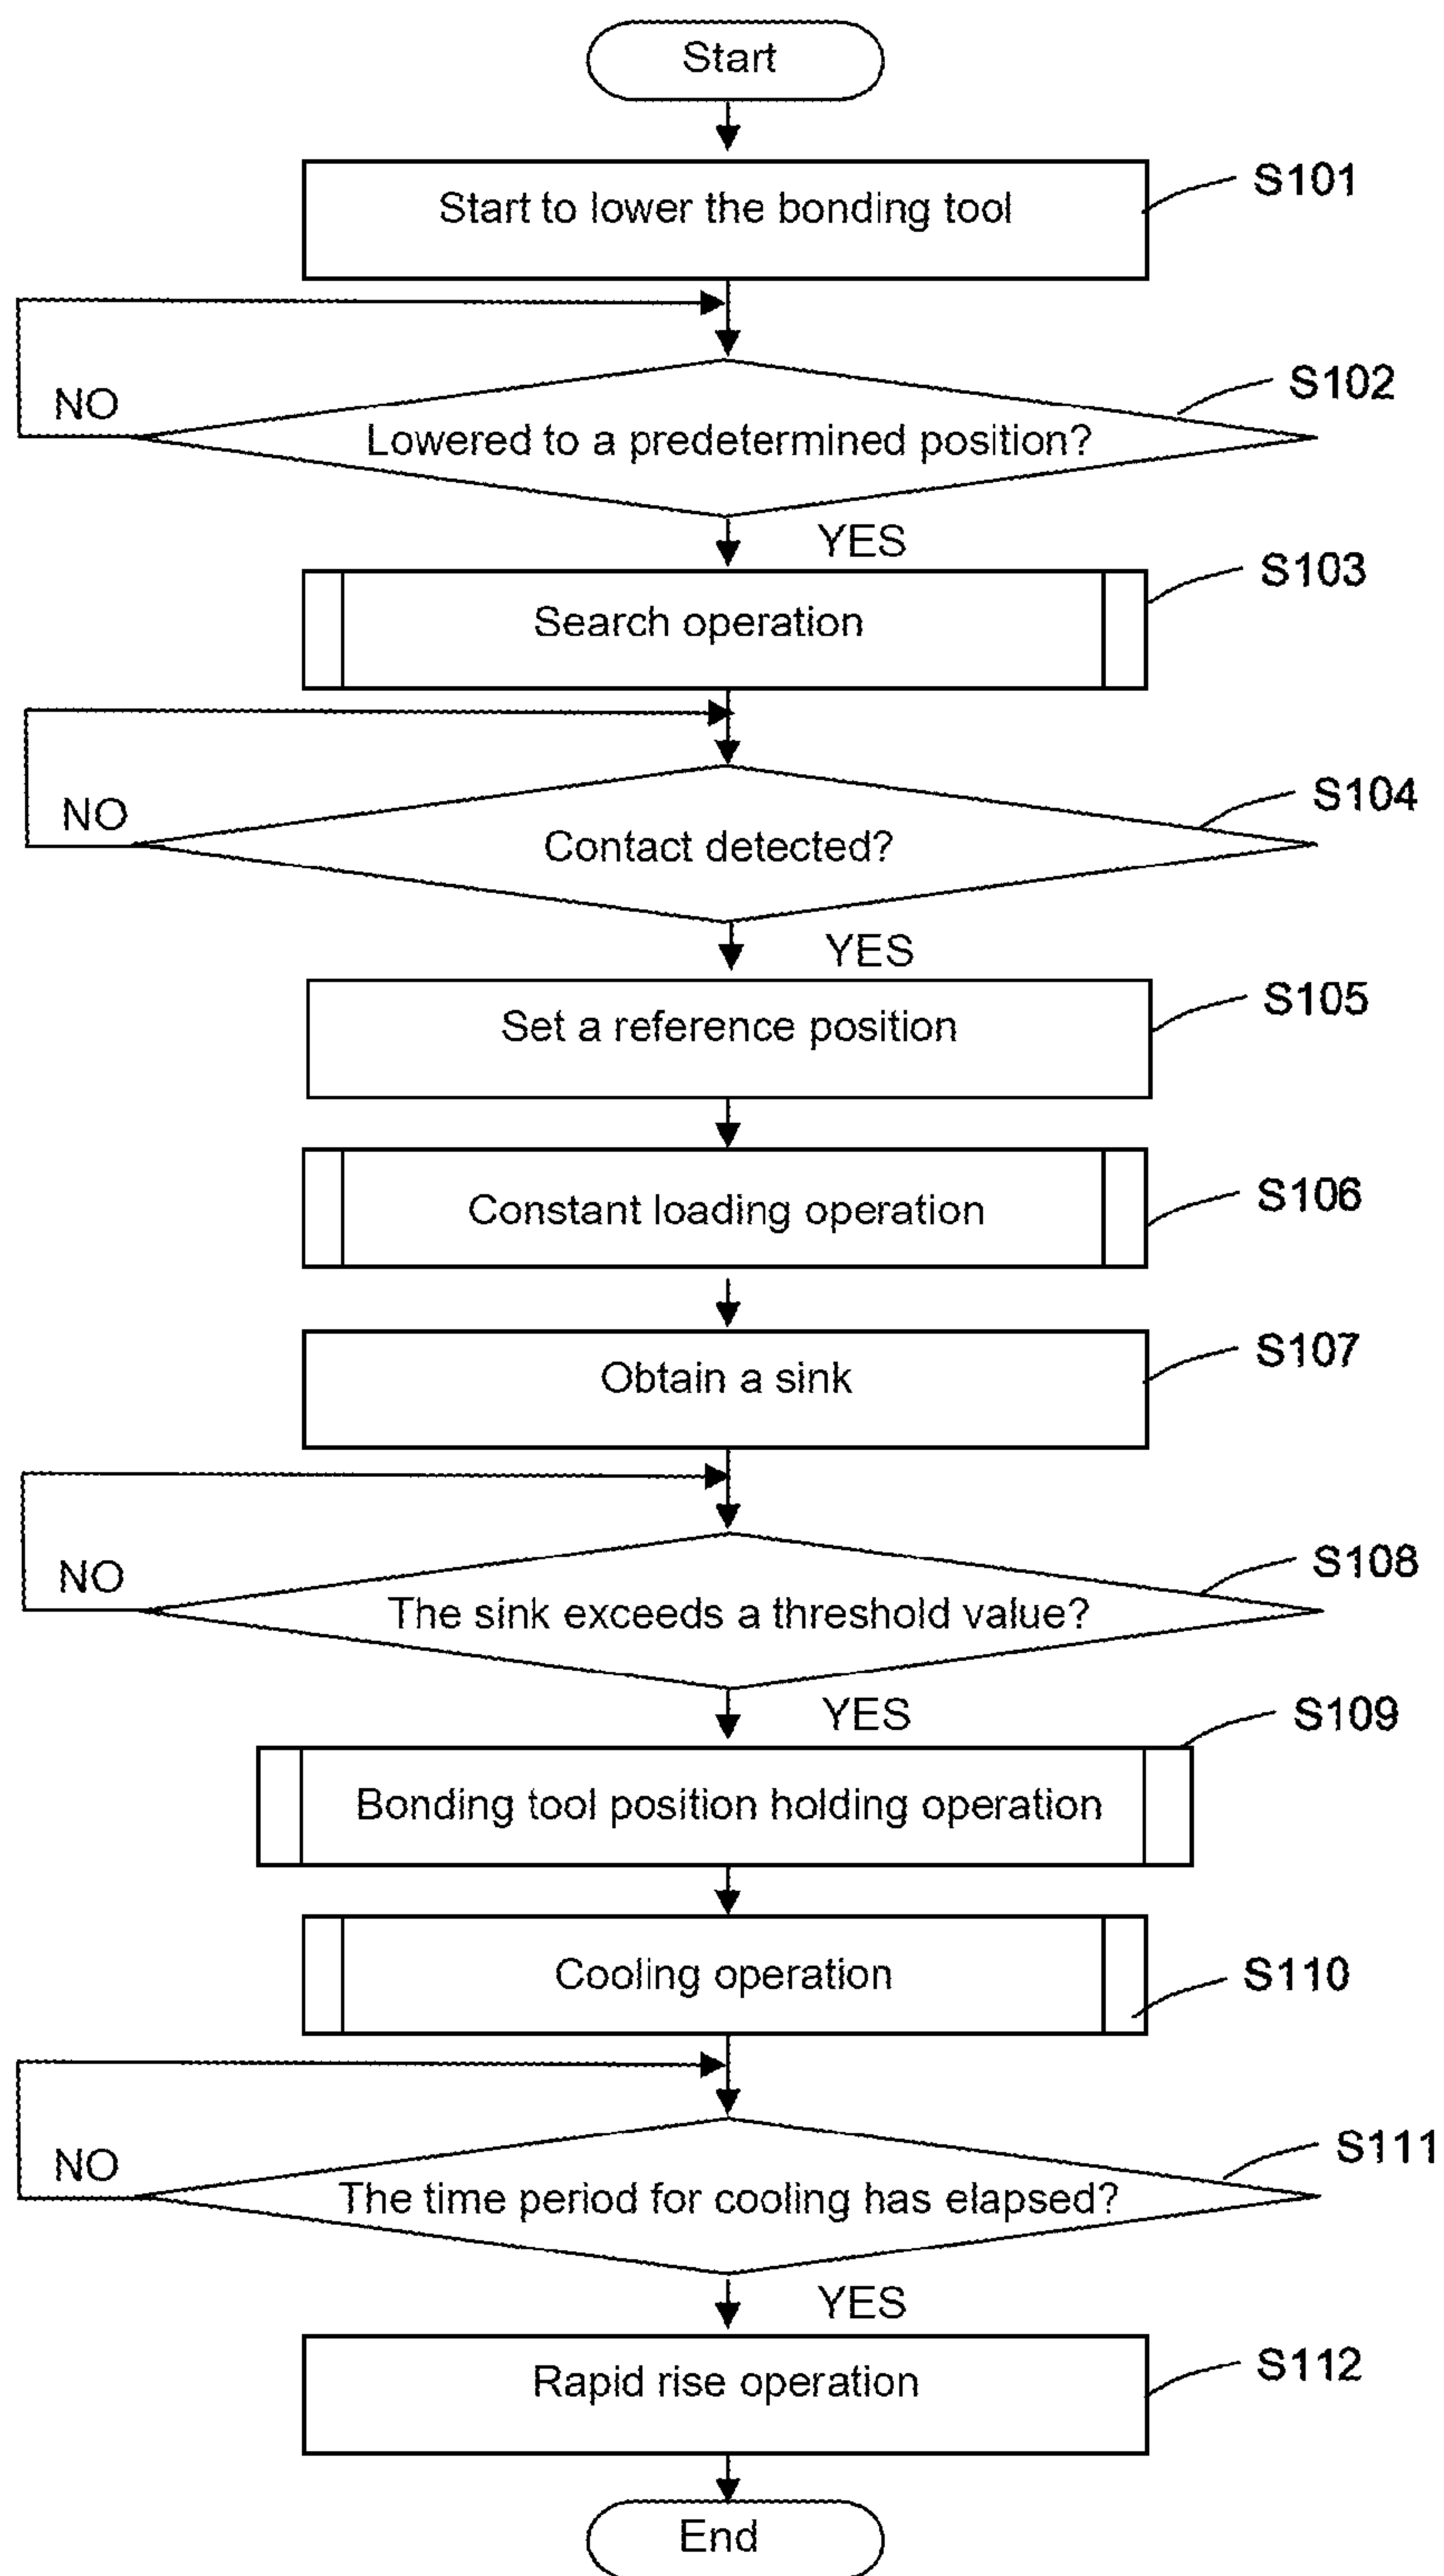 Start
Start to lower the bonding tool
S101
NO
Lowered to a predetermined position?
S102
YES
Search operation
S103
NO
Contact detected?
S104
YES
Set a reference position
S105
Constant loading operation
S106
Obtain a sink
S107
NO
The sink exceeds a threshold value?
S108
YES
Bonding tool position holding operation
S109
Cooling operation
S110
NO
The time period for cooling has elapsed?
S111
YES
Rapid rise operation
S112
End